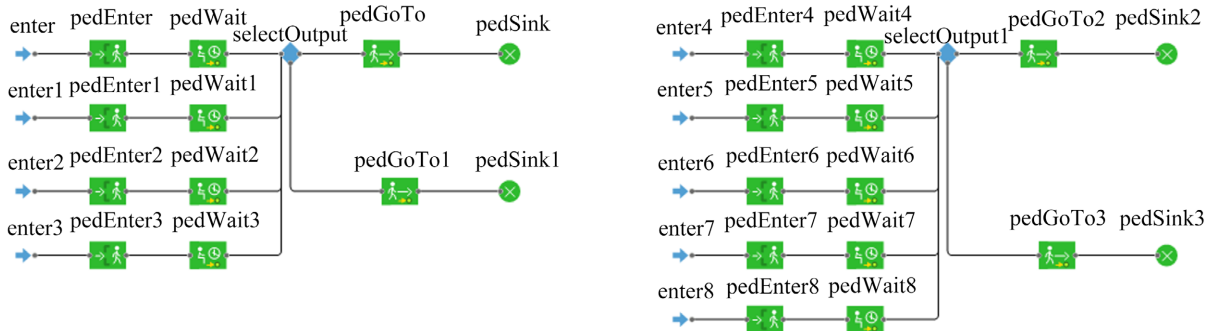 enter pedEnter pedWait selectOutput pedGoTo pedSink
enter1 pedEnter1 pedWait1
enter2 pedEnter2 pedWait2 pedGoTo1 pedSink1
enter3 pedEnter3 pedWait3
enter4 pedEnter4 pedWait4 selectOutput1 pedGoTo2 pedSink2
enter5 pedEnter5 pedWait5
enter6 pedEnter6 pedWait6
enter7 pedEnter7 pedWait7 pedGoTo3 pedSink3
enter8 pedEnter8 pedWait8